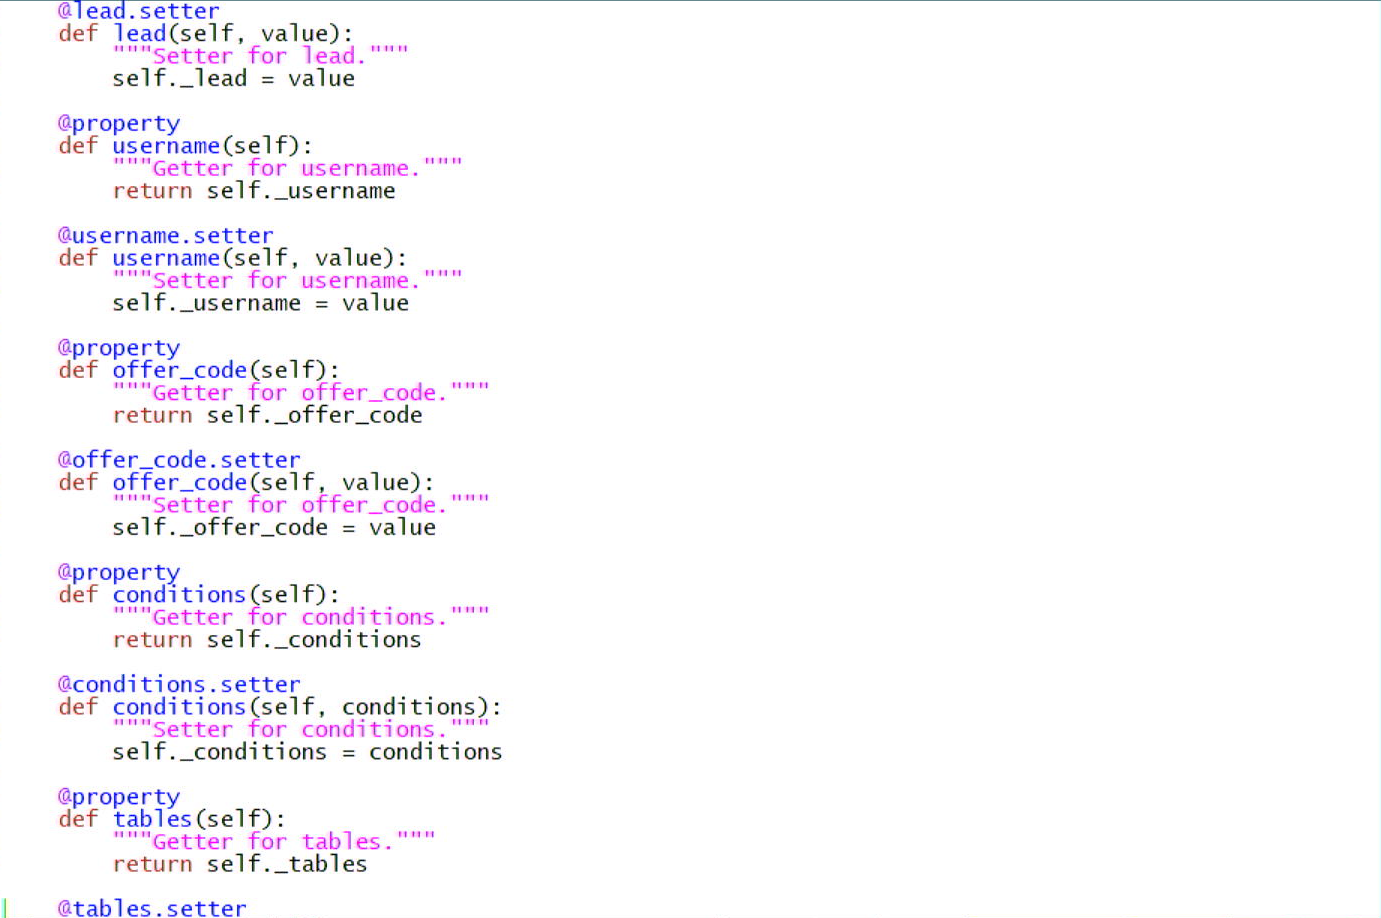 @lead.setter
def lead(self, value):
"""Setter for lead."""
self._lead = value
@property
def username(self):
"""Getter for username."""
return self._username
@username.setter
def username(self, value):
"""Setter for username."""
self._username = value
@property
def offer_code(self):
"""Getter for offer_code."""
return self._offer_code
@offer_code.setter
def offer_code(self, value):
"""Setter for offer_code."""
self._offer_code = value
@property
def conditions(self):
"""Getter for conditions."""
return self._conditions
@conditions.setter
def conditions(self, conditions):
"""Setter for conditions."""
self._conditions = conditions
@property
def tables(self):
"""Getter for tables."""
return self._tables
@tables.setter